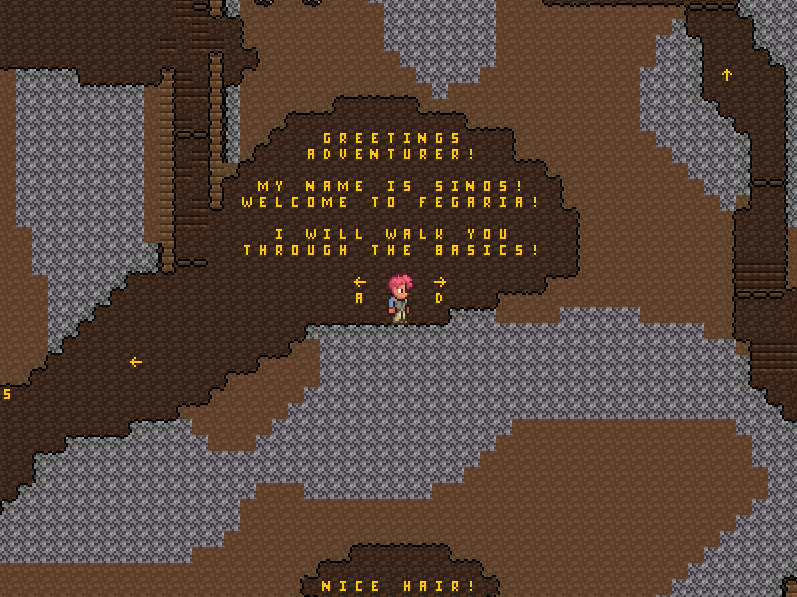 GREETINGS
ADVENTURER!
MY NAME IS SINOS!
WELCOME TO FEGARIA!
I WILL WALK YOU
THROUGH THE BASICS!
← →
A D
↑
←
S
NICE HAIR!